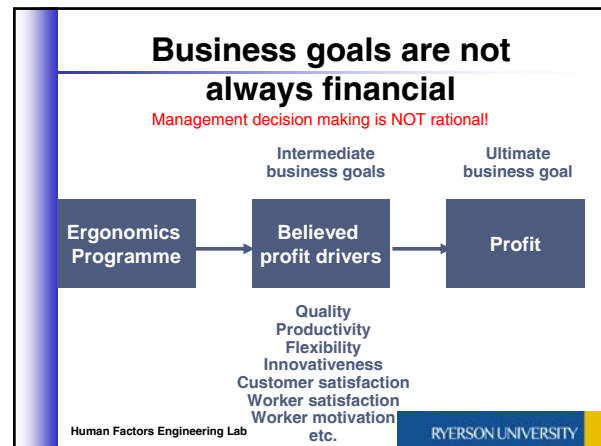 Business goals are not
always financial
Management decision making is NOT rational!
Intermediate
business goals
Ultimate
business goal
Ergonomics
Programme
Believed
profit drivers
Profit
Quality
Productivity
Flexibility
Innovativeness
Customer satisfaction
Worker satisfaction
Worker motivation
etc.
Human Factors Engineering Lab
RYERSON UNIVERSITY